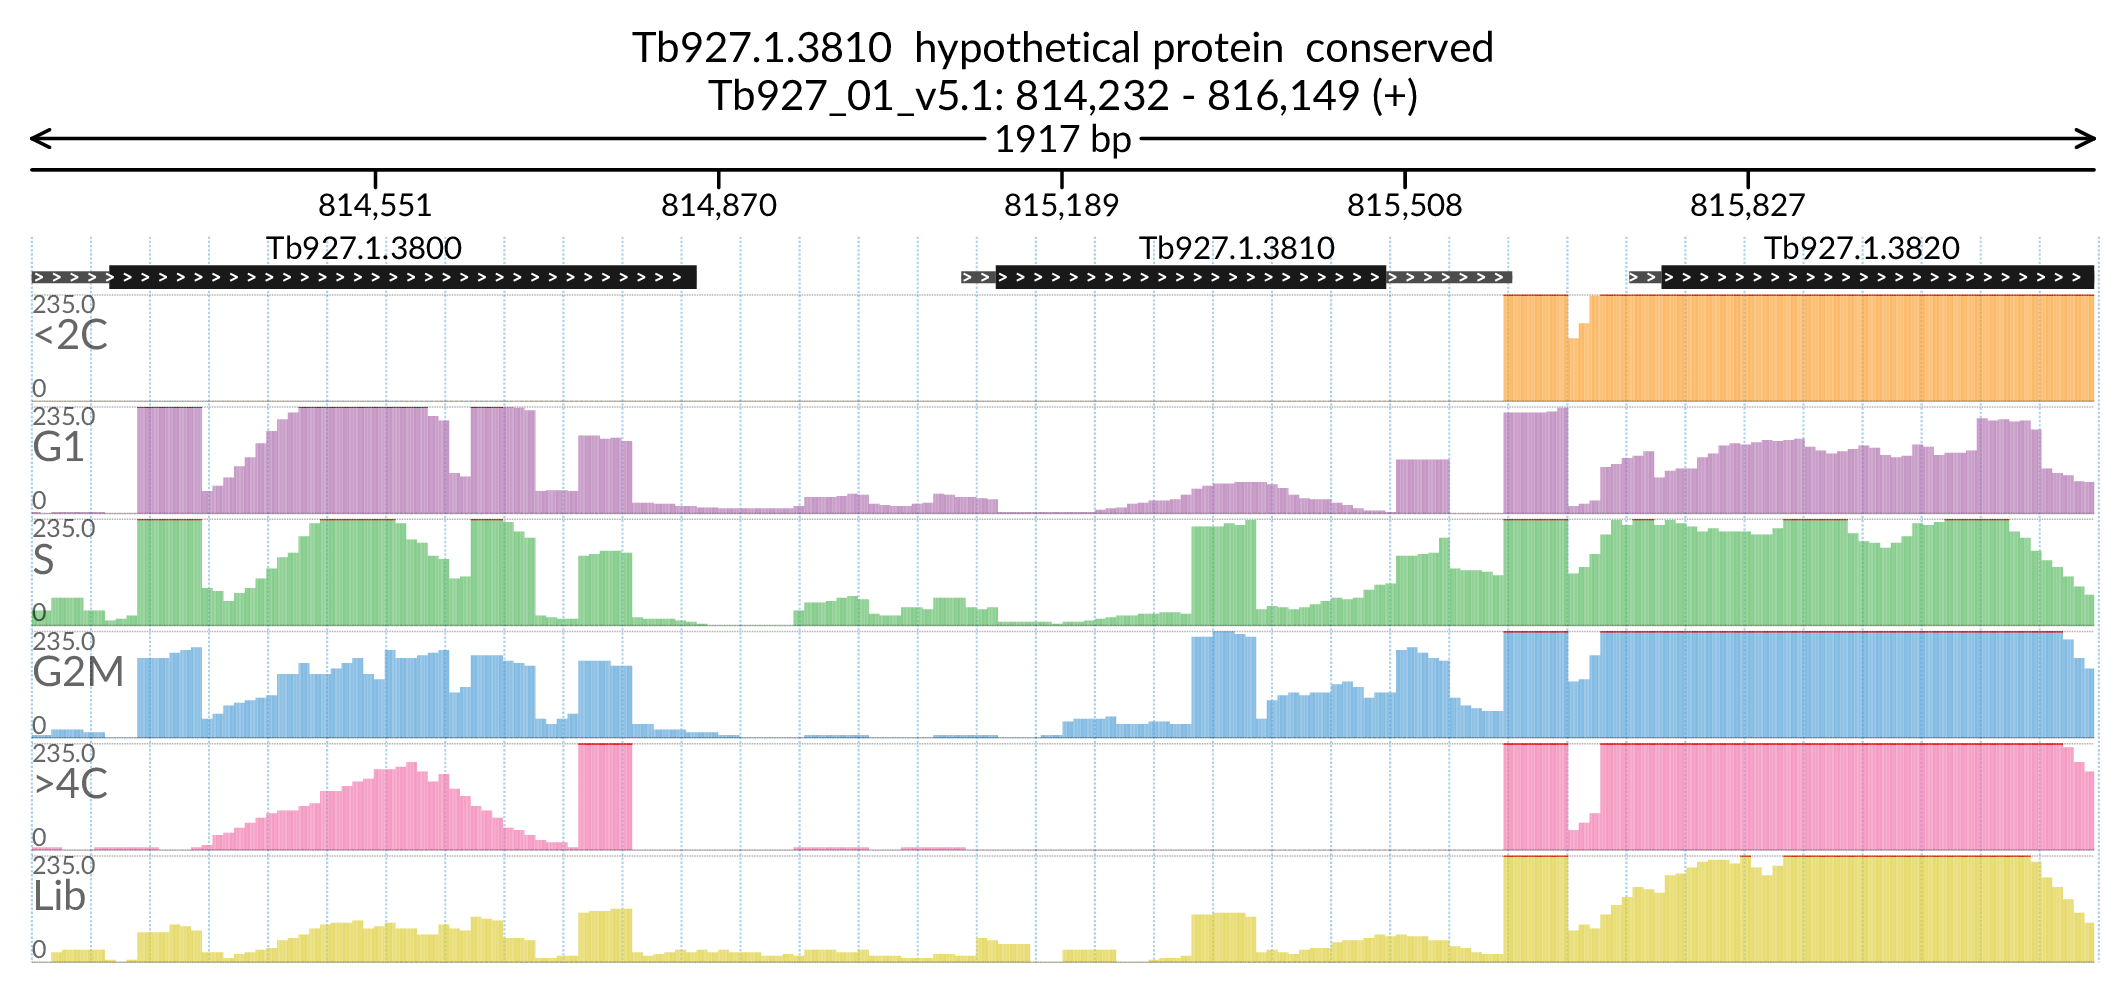 Tb927.1.3810  hypothetical protein  conserved
Tb927_01_v5.1: 814,232 - 816,149 (+)
1917 bp
814,551 814,870 815,189 815,508 815,827
Tb927.1.3800 Tb927.1.3810 Tb927.1.3820
235.0
<2C
0
235.0
G1
0
235.0
S
0
235.0
G2M
0
235.0
>4C
0
235.0
Lib
0